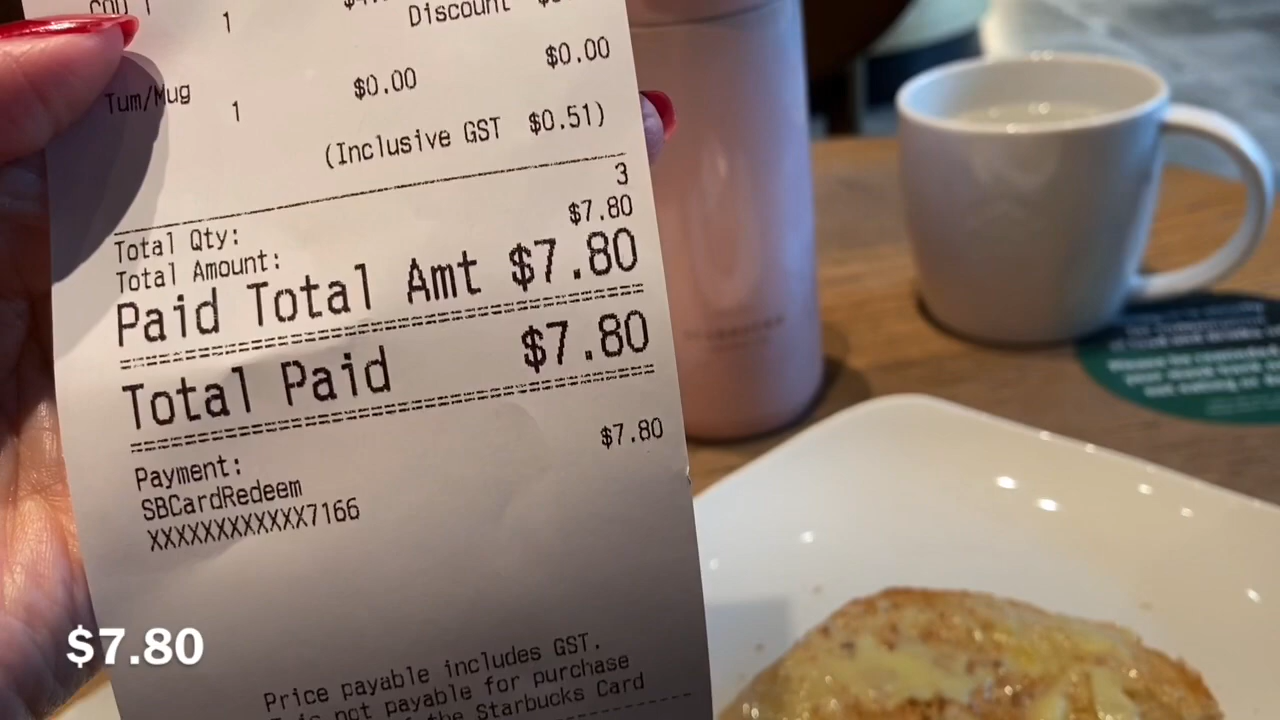 1
Discount
$0.00
Tum/Mug
1 $0.00
(Inclusive GST $0.51)
Total Qty: 3
Total Amount: $7.80
Paid Total Amt $7.80
Total Paid $7.80
Payment: $7.80
SBCardRedeem
XXXXXXXXXXXX7166
Price payable includes GST.
is not payable for purchase
the Starbucks Card
$7.80